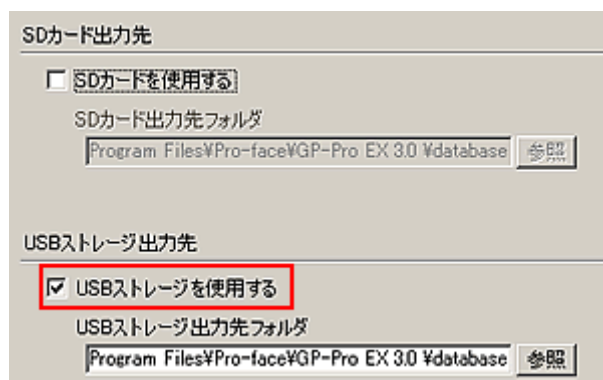 SDカード出力先
SDカードを使用する
SDカード出力先フォルダ
Program Files¥Pro-face¥GP-Pro EX 3.0 ¥database 参照
USBストレージ出力先
USBストレージを使用する
USBストレージ出力先フォルダ
Program Files¥Pro-face¥GP-Pro EX 3.0 ¥database 参照